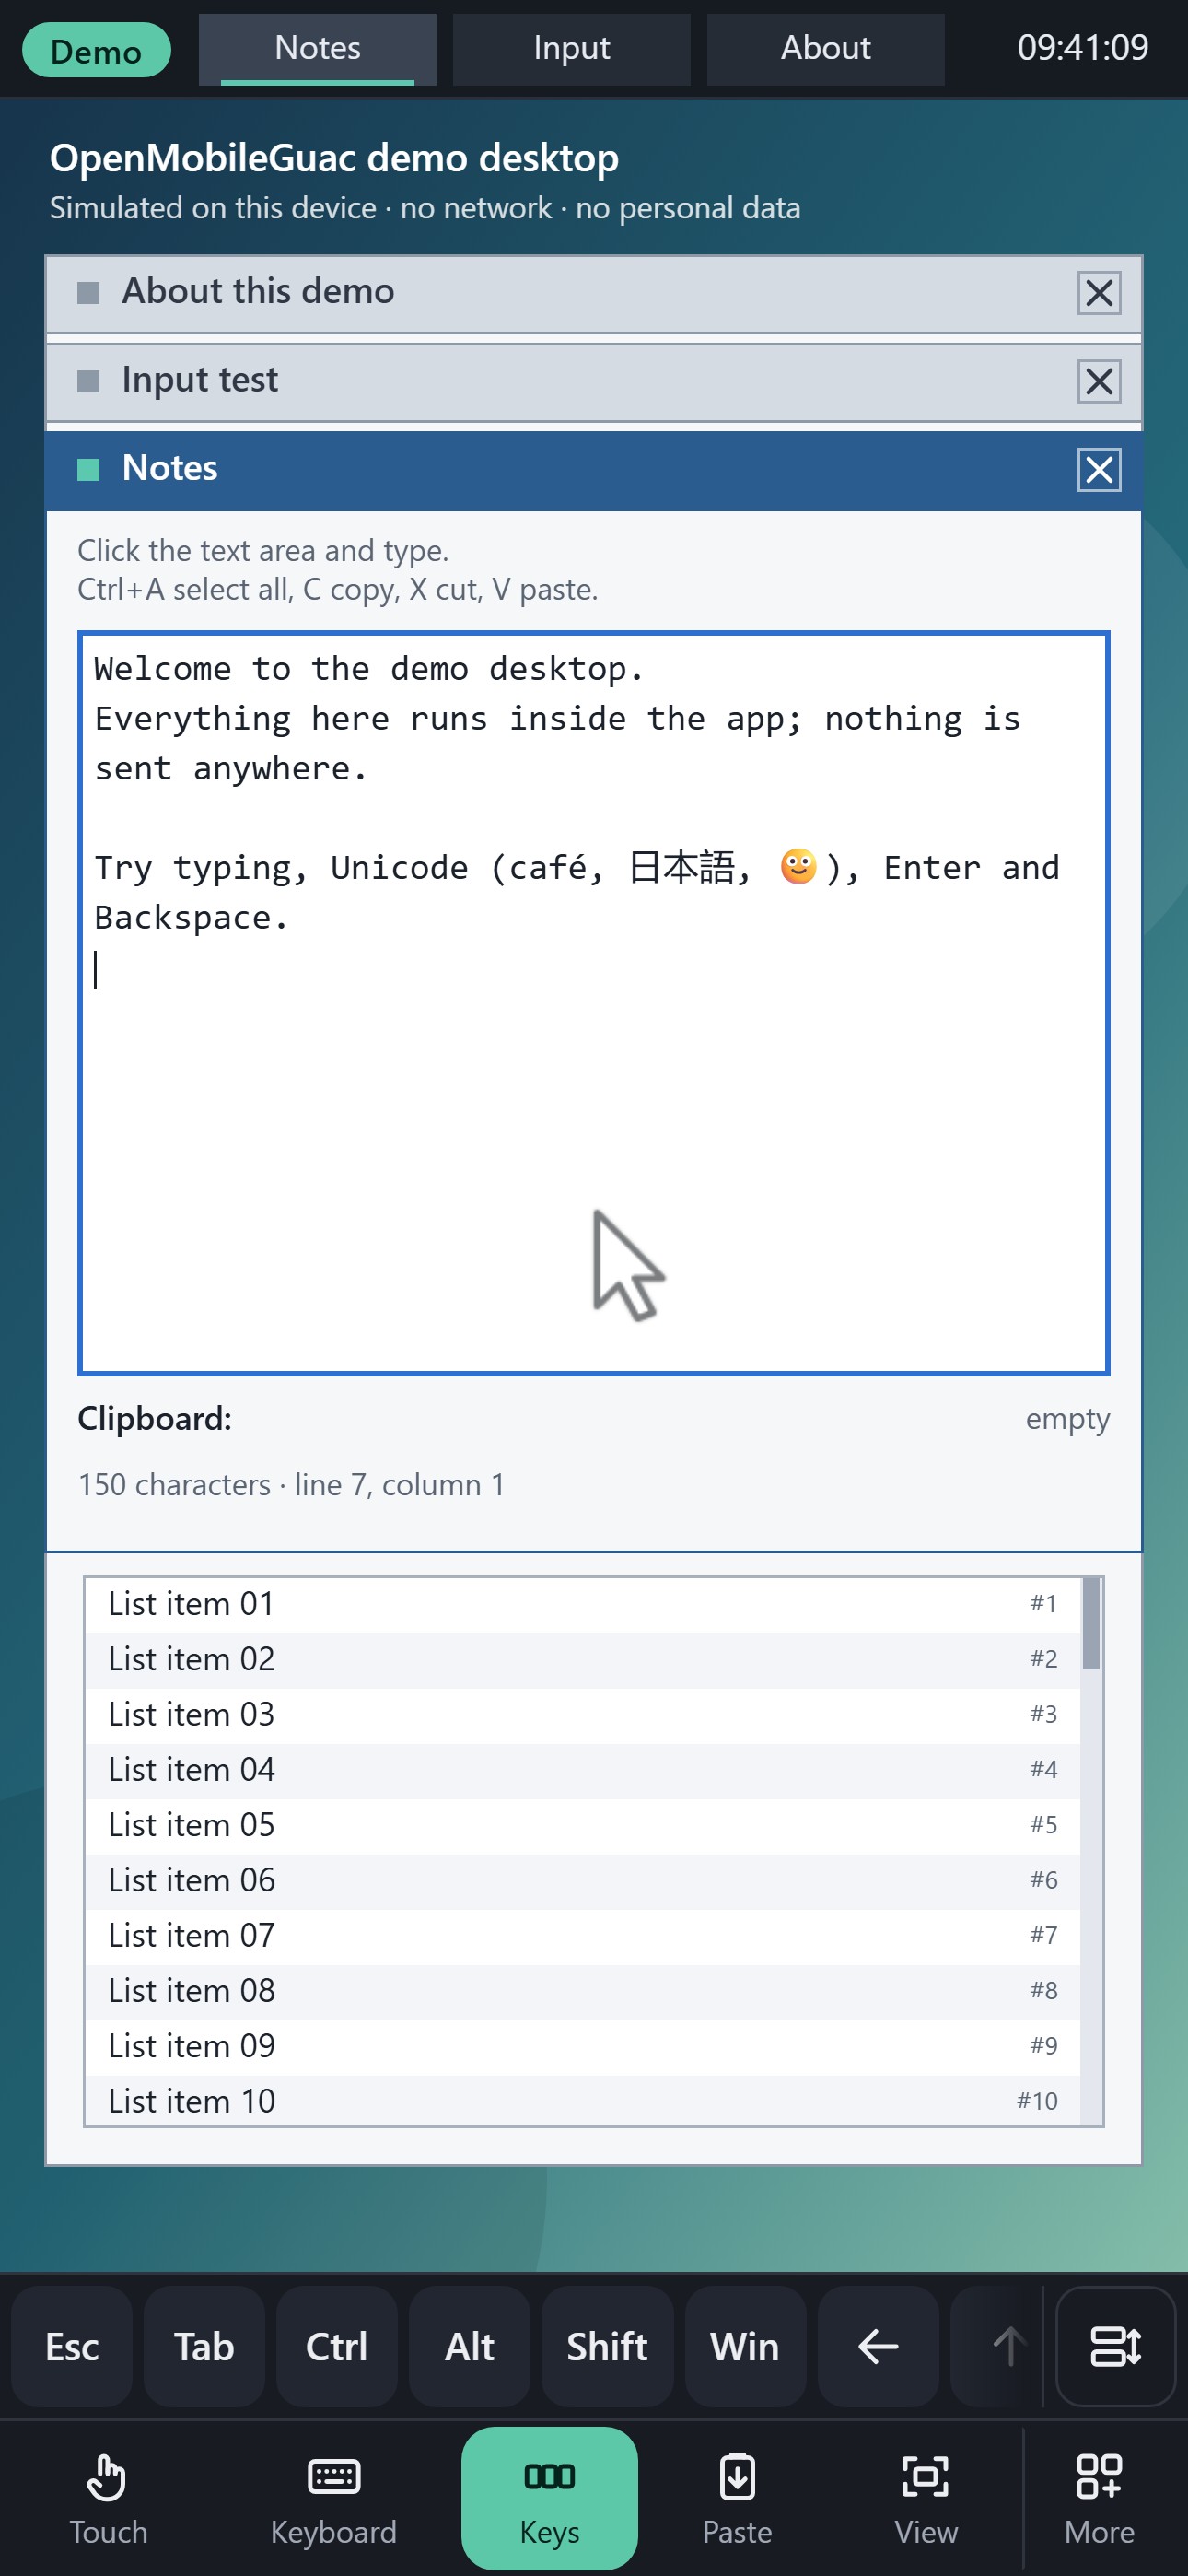 Demo
Notes
Input
About
09:41:09
OpenMobileGuac demo desktop
Simulated on this device · no network · no personal data
About this demo
Input test
Notes
Click the text area and type.
Ctrl+A select all, C copy, X cut, V paste.
Welcome to the demo desktop.
Everything here runs inside the app; nothing is
sent anywhere.
Try typing, Unicode (café, 日本語, 🙂), Enter and
Backspace.
Clipboard: empty
150 characters · line 7, column 1
List item 01 #1
List item 02 #2
List item 03 #3
List item 04 #4
List item 05 #5
List item 06 #6
List item 07 #7
List item 08 #8
List item 09 #9
List item 10 #10
Esc Tab Ctrl Alt Shift Win ← ↑
Touch Keyboard Keys Paste View More